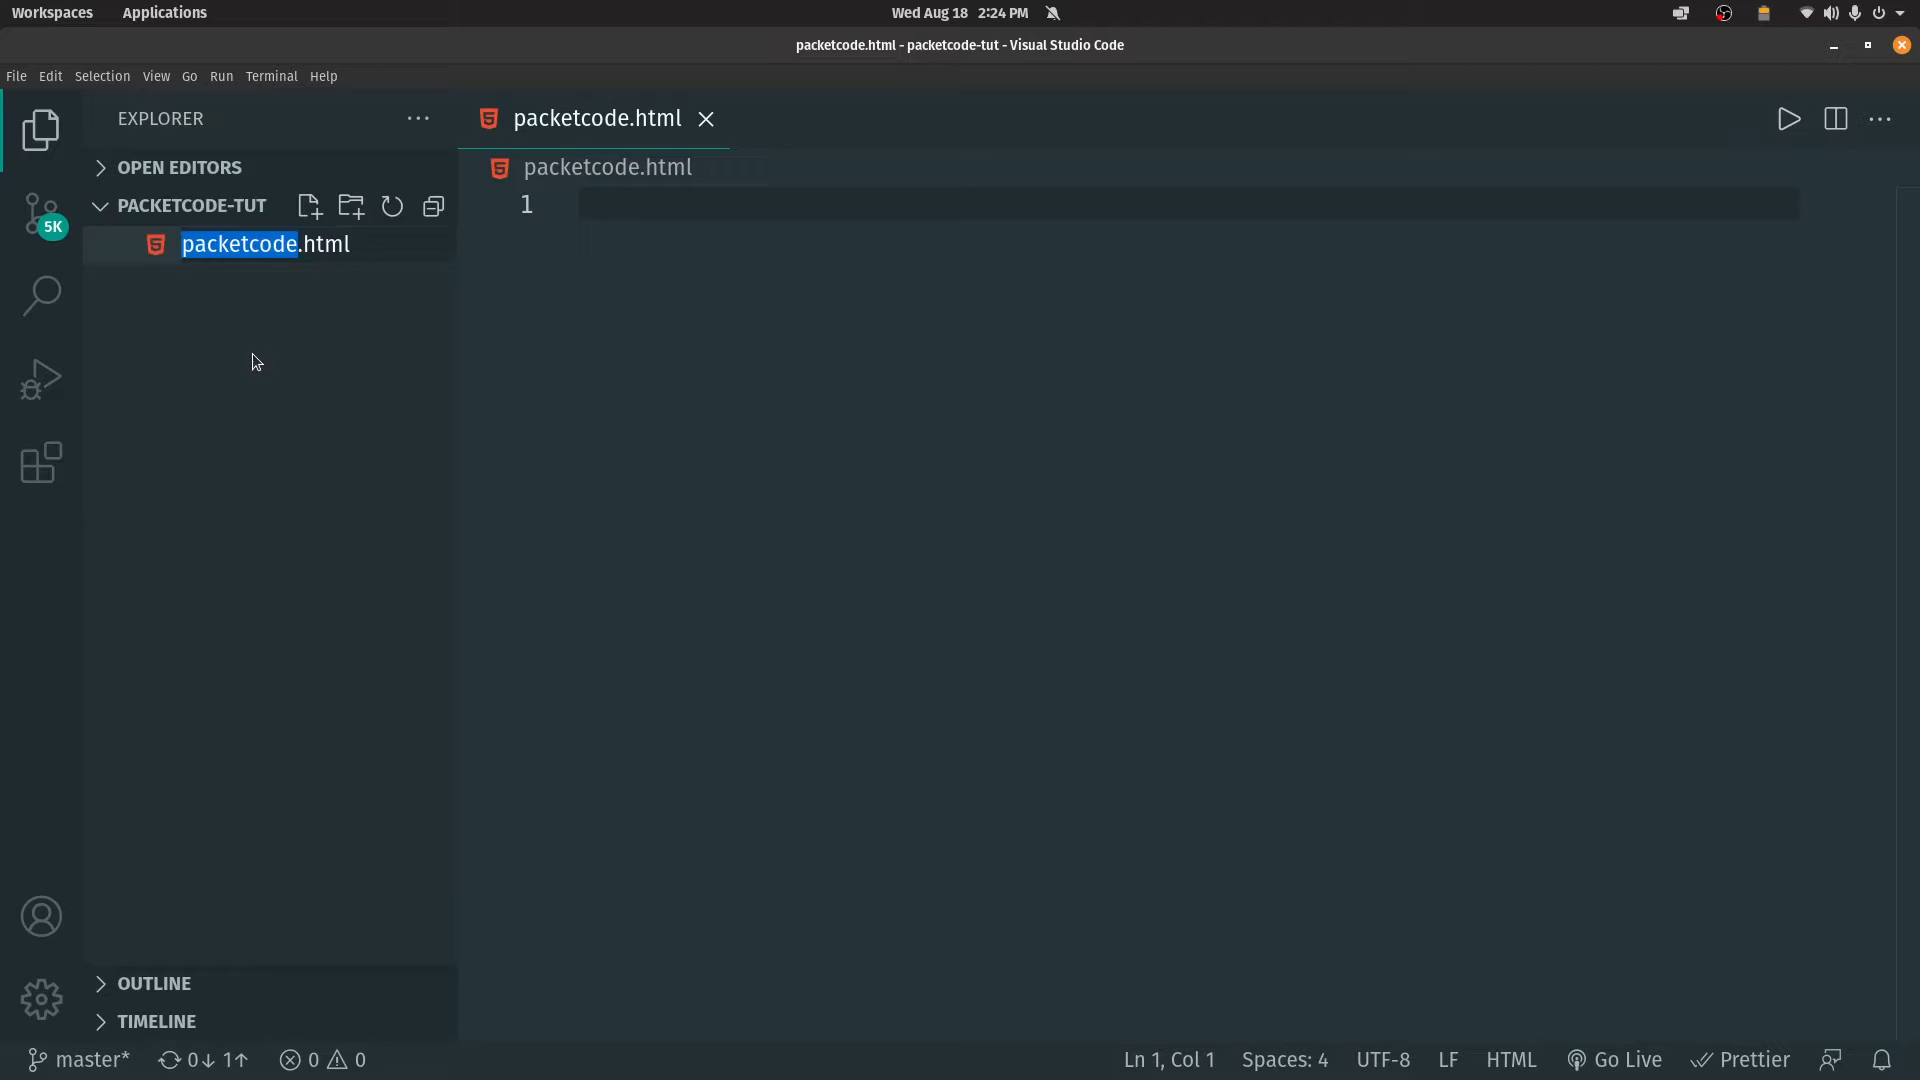 Workspaces Applications Wed Aug 18 2:24 PM
packetcode.html - packetcode-tut - Visual Studio Code
File Edit Selection View Go Run Terminal Help
EXPLORER
packetcode.html
OPEN EDITORS
packetcode.html
PACKETCODE-TUT
1
5K
packetcode.html
OUTLINE
TIMELINE
master* 0↓ 1↑ 0 0 Ln 1, Col 1 Spaces: 4 UTF-8 LF HTML Go Live Prettier